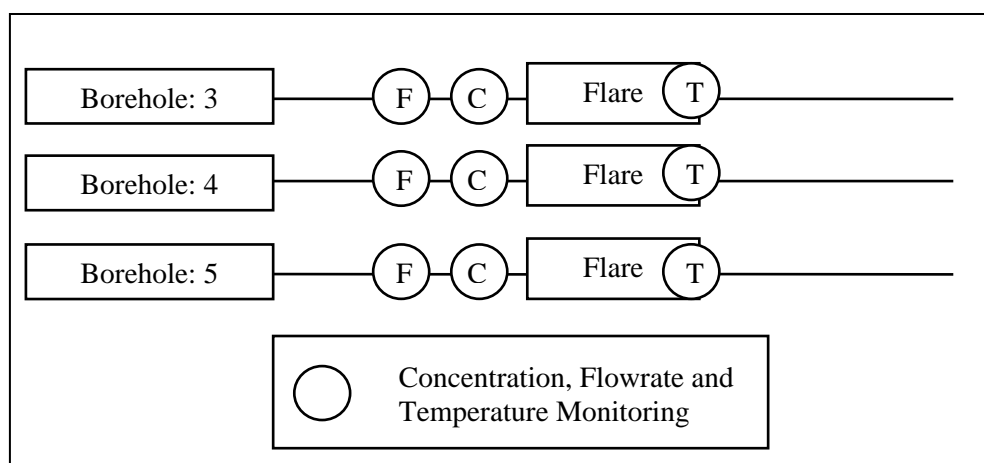 Borehole: 3 F C Flare T
Borehole: 4 F C Flare T
Borehole: 5 F C Flare T
Concentration, Flowrate and
Temperature Monitoring